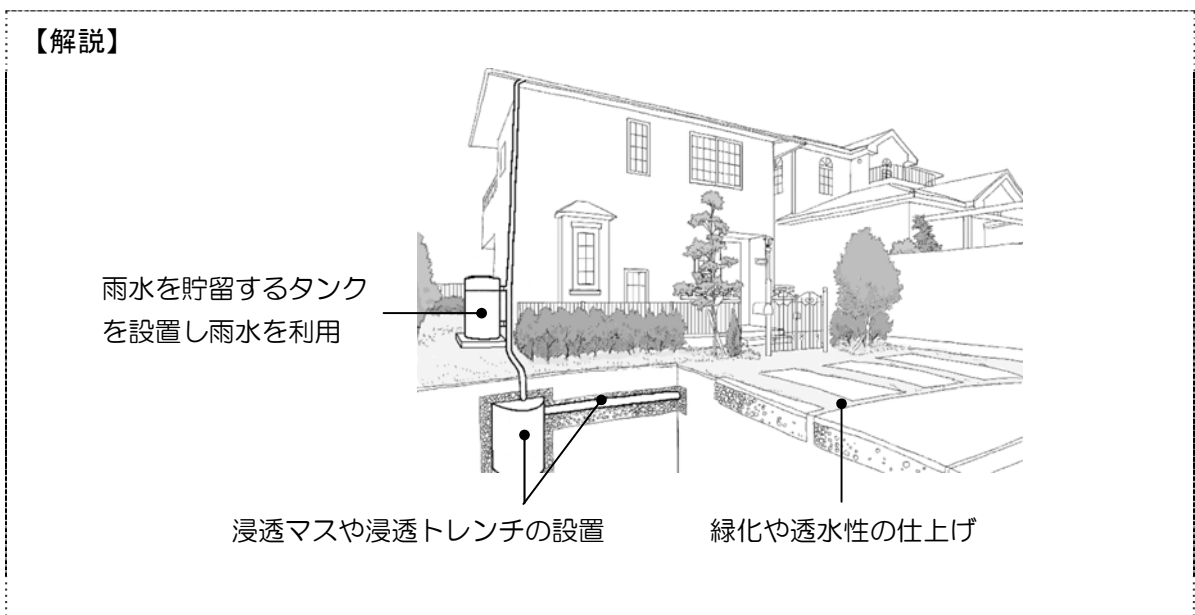 【解説】
雨水を貯留するタンク
を設置し雨水を利用
浸透マスや浸透トレンチの設置
緑化や透水性の仕上げ